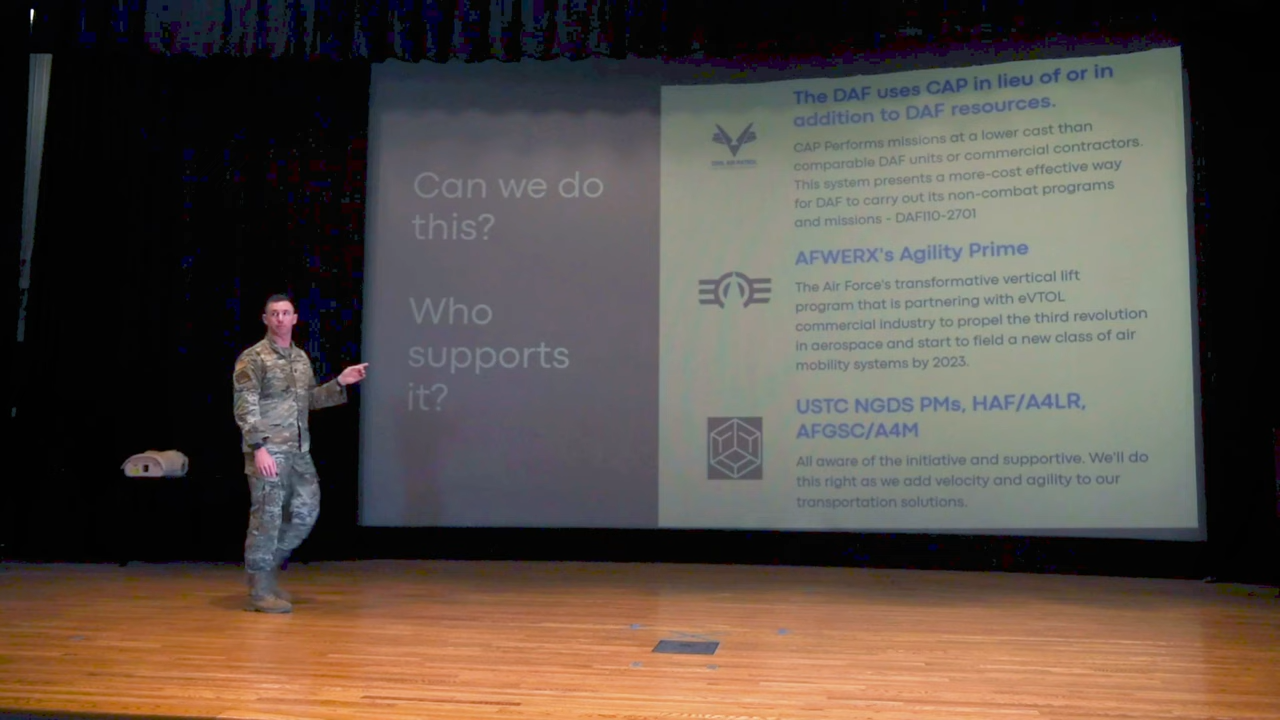 Can we do
this?
Who
supports
it?
The DAF uses CAP in lieu of or in
addition to DAF resources.
CAP Performs missions at a lower cast than
comparable DAF units or commercial contractors.
This system presents a more-cost effective way
for DAF to carry out its non-combat programs
and missions - DAFI10-2701
AFWERX's Agility Prime
The Air Force's transformative vertical lift
program that is partnering with eVTOL
commercial industry to propel the third revolution
in aerospace and start to field a new class of air
mobility systems by 2023.
USTC NGDS PMs, HAF/A4LR,
AFGSC/A4M
All aware of the initiative and supportive. We'll do
this right as we add velocity and agility to our
transportation solutions.